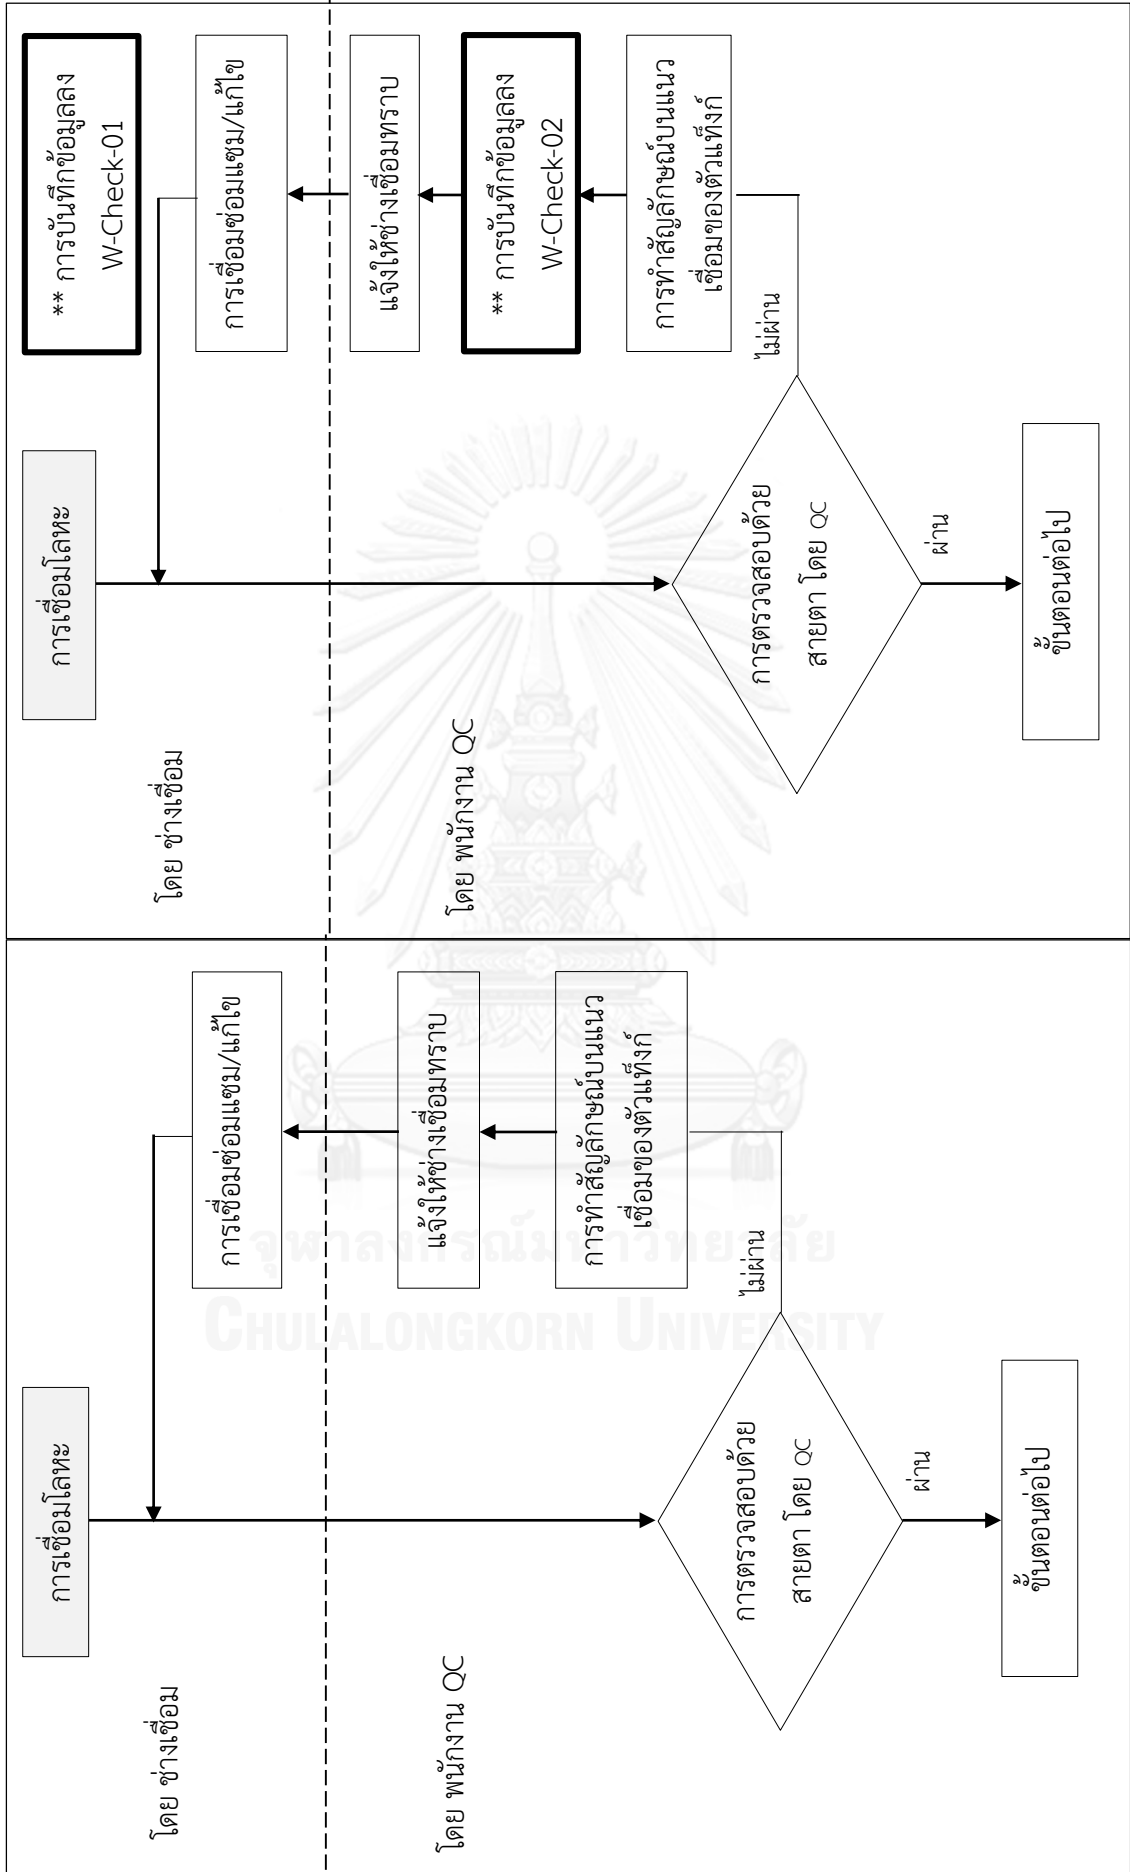 การเชื่อมโลหะ
โดย ช่างเชื่อม
การเชื่อมซ่อมแซม/แก้ไข
โดย พนักงาน QC
แจ้งให้ช่างเชื่อมทราบ
การทำสัญลักษณ์บนแนว
เชื่อมของตัวแท็งก์
ไม่ผ่าน
การตรวจสอบด้วย
สายตา โดย QC
ผ่าน
ขั้นตอนต่อไป
การเชื่อมโลหะ
** การบันทึกข้อมูลลง
W-Check-01
โดย ช่างเชื่อม
การเชื่อมซ่อมแซม/แก้ไข
โดย พนักงาน QC
แจ้งให้ช่างเชื่อมทราบ
** การบันทึกข้อมูลลง
W-Check-02
การทำสัญลักษณ์บนแนว
เชื่อมของตัวแท็งก์
ไม่ผ่าน
การตรวจสอบด้วย
สายตา โดย QC
ผ่าน
ขั้นตอนต่อไป
จุฬาลงกรณ์มหาวิทยาลัย
CHULALONGKORN UNIVERSITY